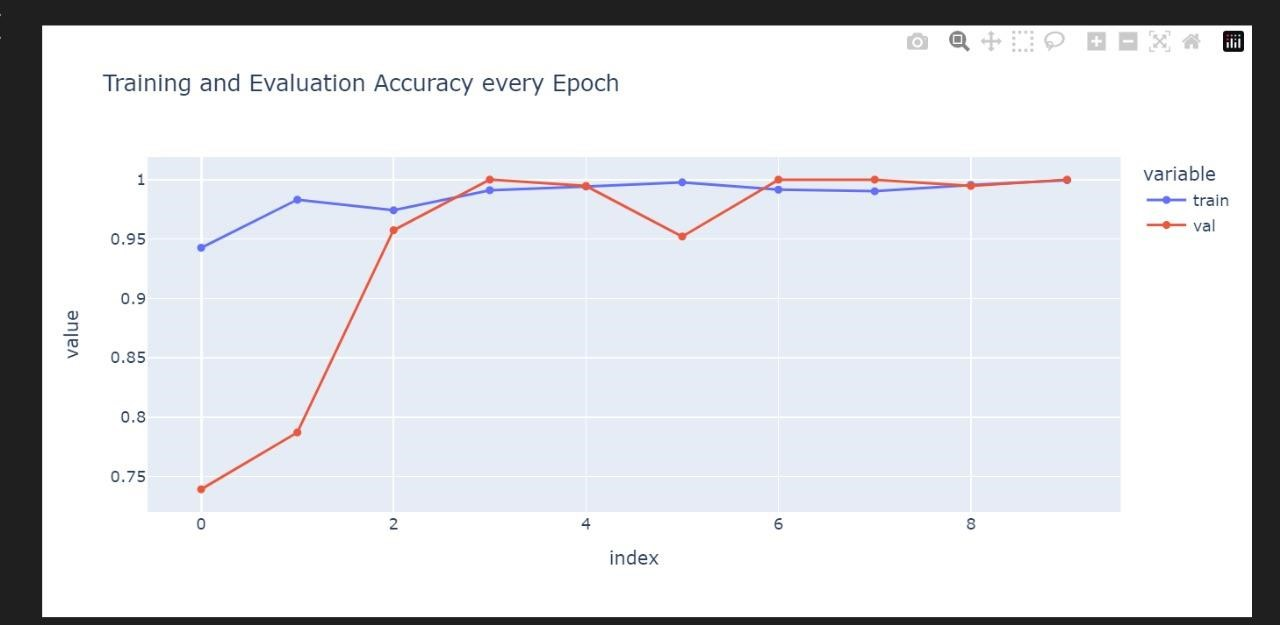 Training and Evaluation Accuracy every Epoch
variable
train
val
value
1
0.95
0.9
0.85
0.8
0.75
0 2 4 6 8
index